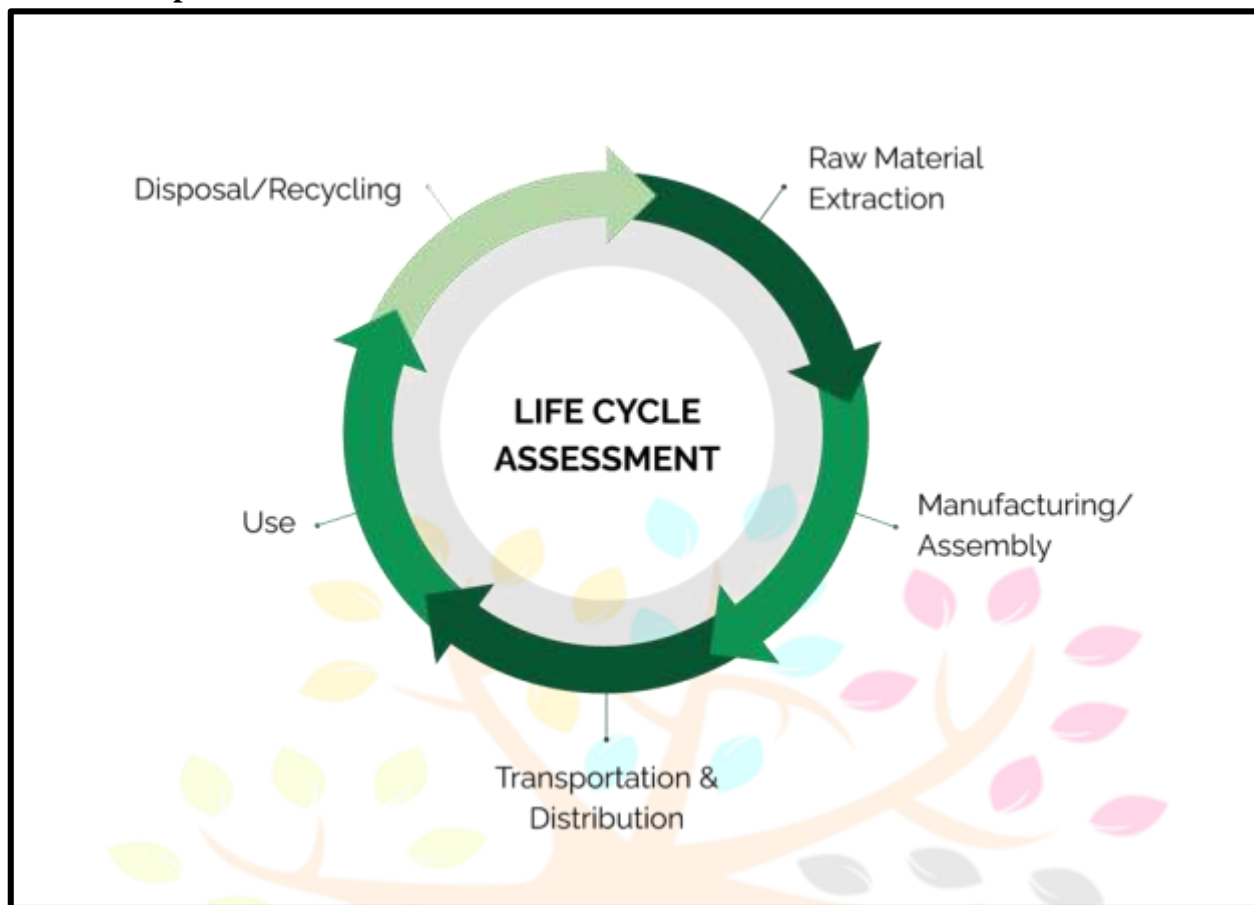 LIFE CYCLE
ASSESSMENT
Raw Material
Extraction
Manufacturing/
Assembly
Transportation &
Distribution
Use
Disposal/Recycling